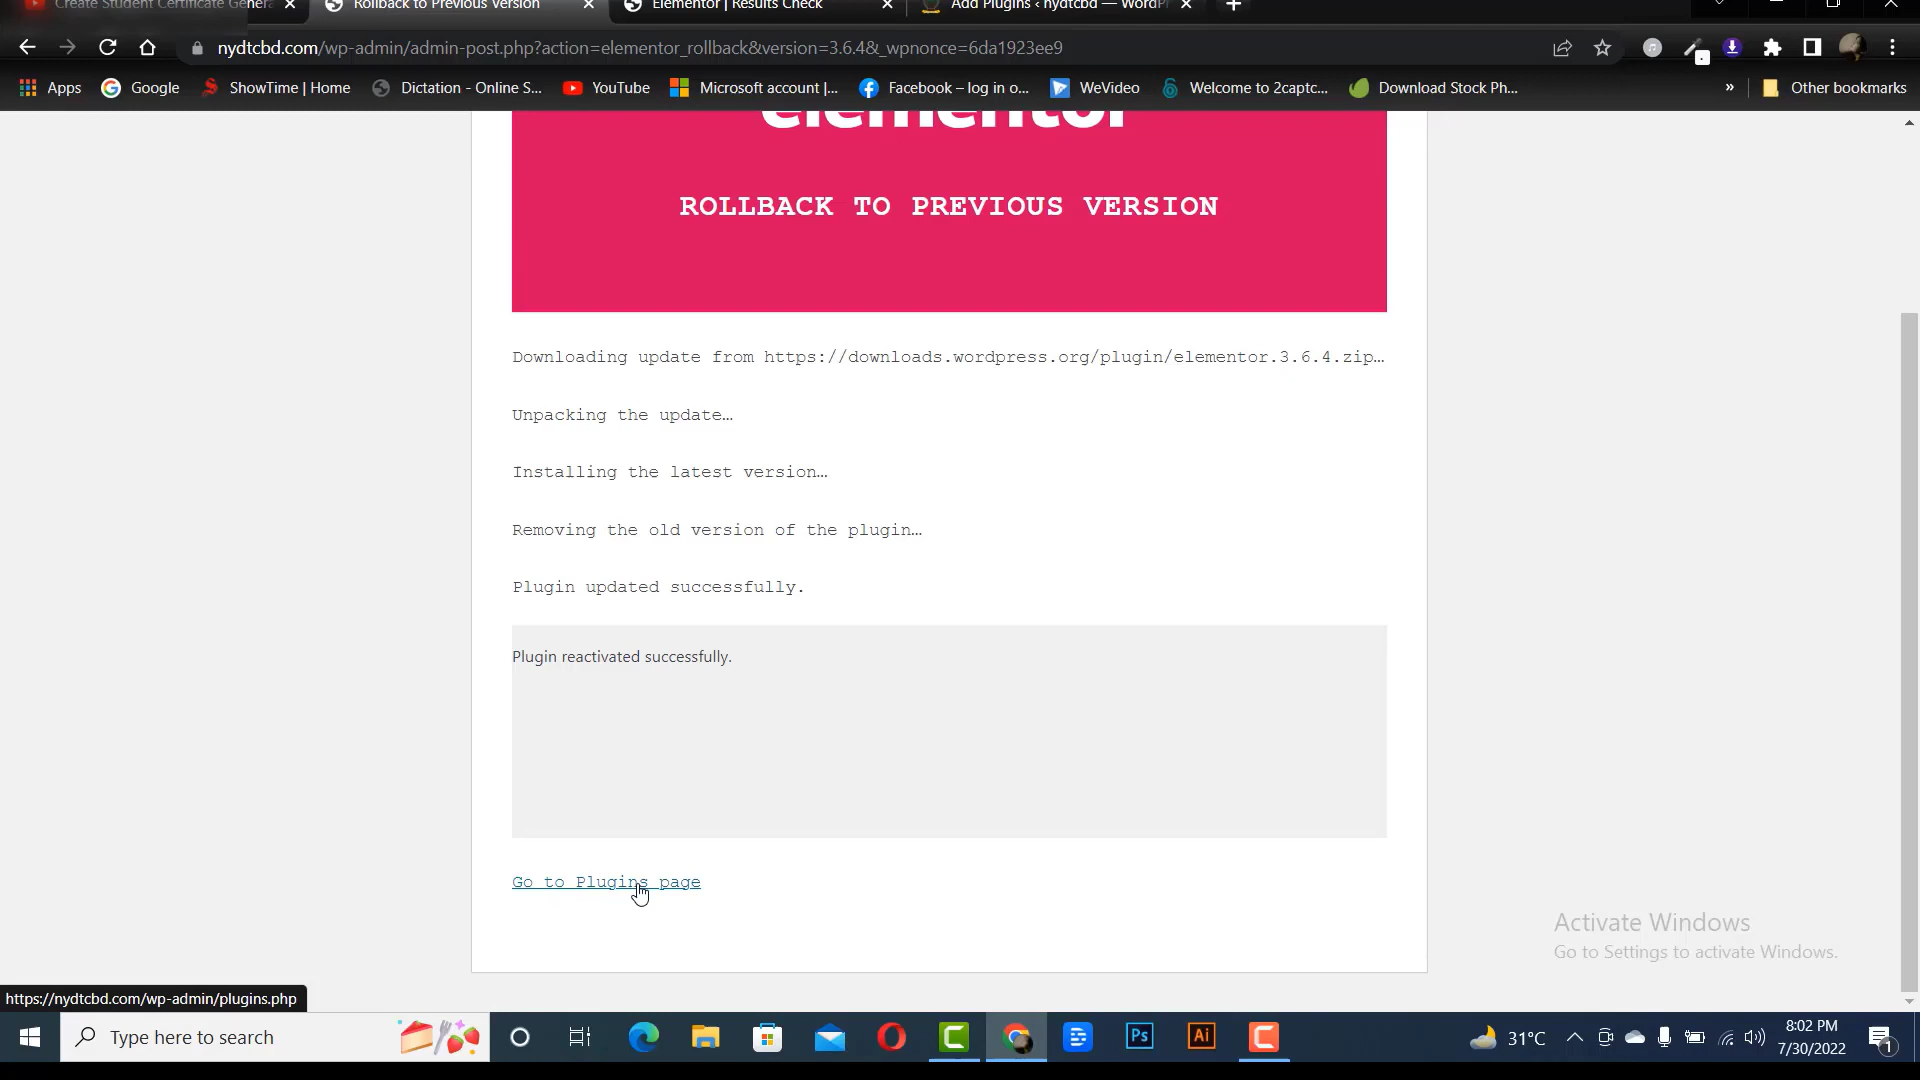 Create Student Certificate Genera
Rollback to Previous Version
Elementor | Results Check
Add Plugins ‹ nydtcbd — WordPr
nydtcbd.com/wp-admin/admin-post.php?action=elementor_rollback&version=3.6.4&_wpnonce=6da1923ee9
Apps
Google
ShowTime | Home
Dictation - Online S...
YouTube
Microsoft account |...
Facebook – log in o...
WeVideo
Welcome to 2captc...
Download Stock Ph...
»
Other bookmarks
elementor
ROLLBACK TO PREVIOUS VERSION
Downloading update from https://downloads.wordpress.org/plugin/elementor.3.6.4.zip…
Unpacking the update…
Installing the latest version…
Removing the old version of the plugin…
Plugin updated successfully.
Plugin reactivated successfully.
Go to Plugins page
Activate Windows
Go to Settings to activate Windows.
https://nydtcbd.com/wp-admin/plugins.php
Type here to search
Ps
Ai
31°C
8:02 PM
7/30/2022
1